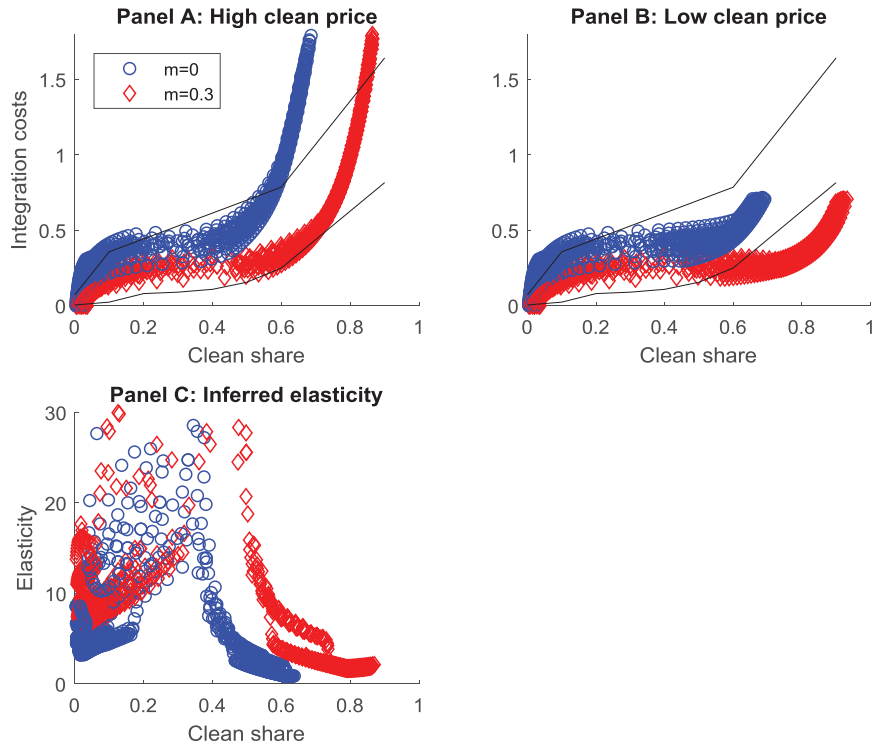 Panel A: High clean price
Integration costs
1.5
1
0.5
0
m=0
m=0.3
0 0.2 0.4 0.6 0.8 1
Clean share
Panel B: Low clean price
1.5
1
0.5
0
0 0.2 0.4 0.6 0.8 1
Clean share
Panel C: Inferred elasticity
Elasticity
30
20
10
0
0 0.2 0.4 0.6 0.8 1
Clean share